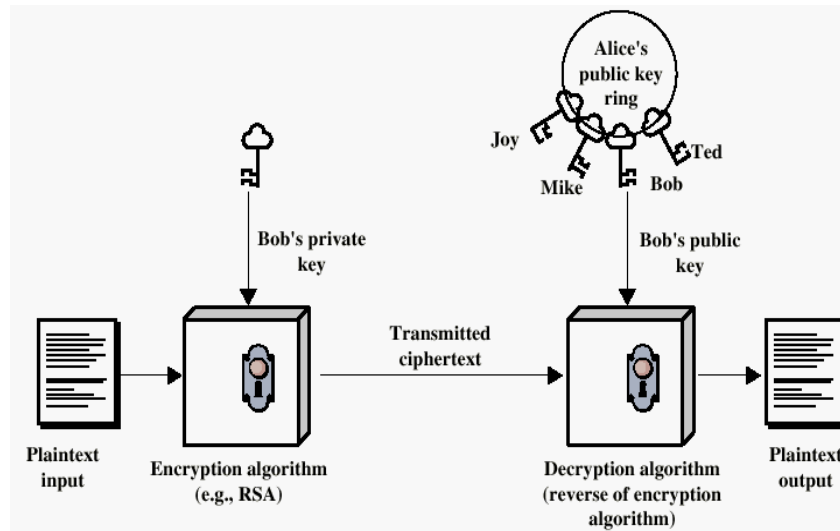 Alice's
public key
ring
Joy
Ted
Mike
Bob
Bob's private
key
Bob's public
key
Transmitted
ciphertext
Plaintext
input
Encryption algorithm
(e.g., RSA)
Decryption algorithm
(reverse of encryption
algorithm)
Plaintext
output